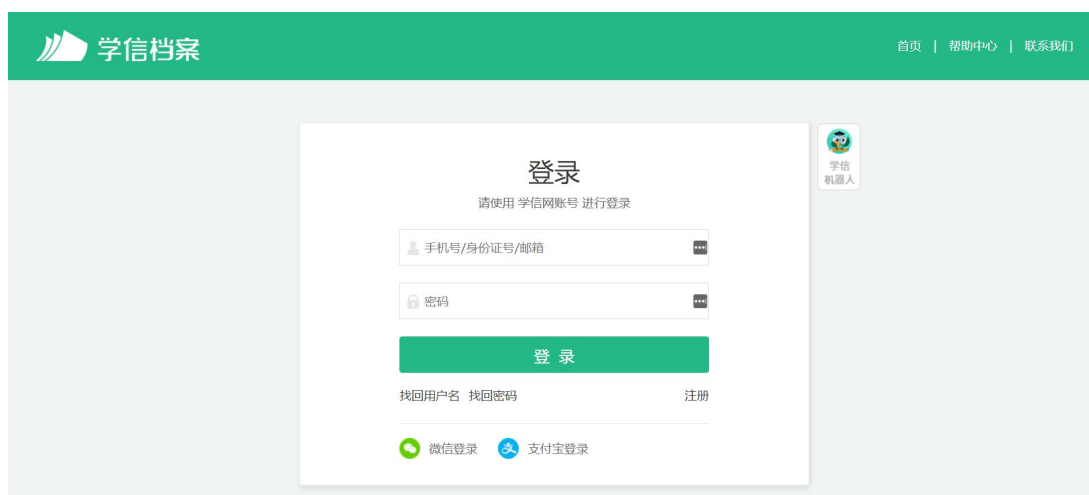 学信档案
首页 | 帮助中心 | 联系我们
登录
请使用 学信网账号 进行登录
学信
机器人
手机号/身份证号/邮箱
密码
登 录
找回用户名 找回密码 注册
微信登录 支付宝登录